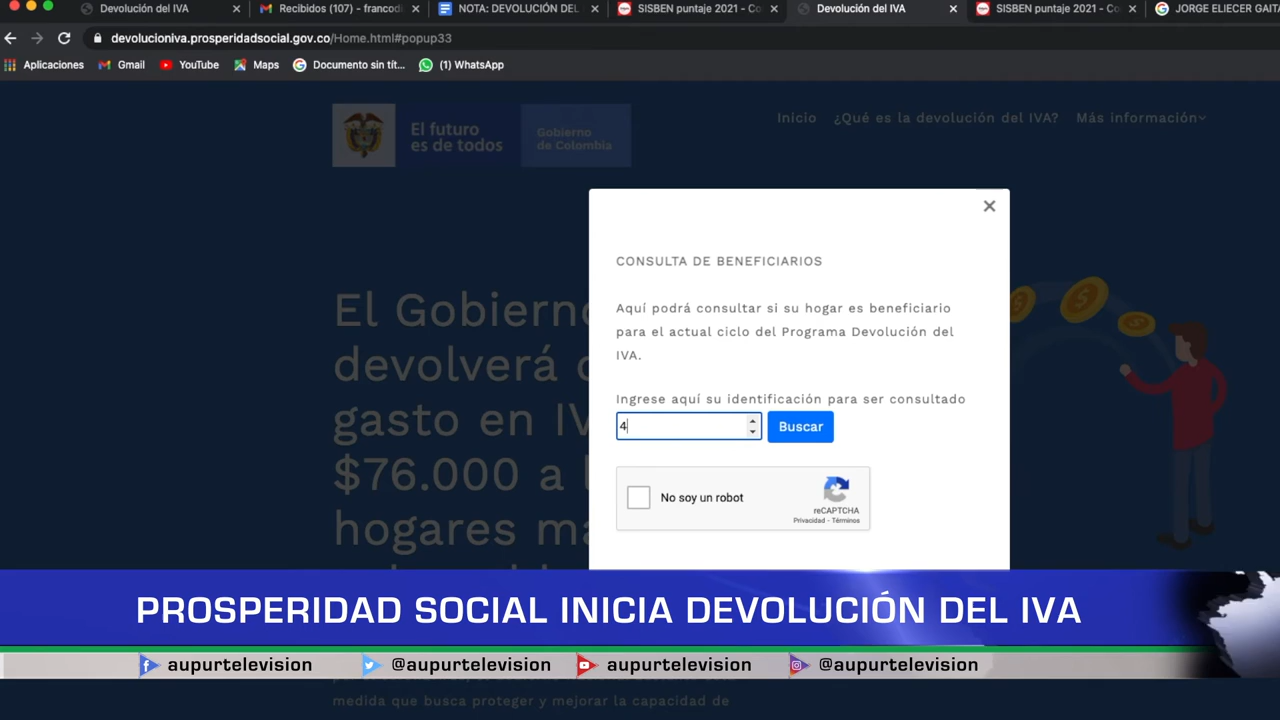 Devolución del IVA
Recibidos (107) - francodi
NOTA: DEVOLUCIÓN DEL
SISBEN puntaje 2021 - Co
Devolución del IVA
SISBEN puntaje 2021 - Co
JORGE ELIECER GAITA
devolucioniva.prosperidadsocial.gov.co/Home.html#popup33
Aplicaciones
Gmail
YouTube
Maps
Documento sin tít...
(1) WhatsApp
El futuro
es de todos
Gobierno
de Colombia
Inicio
¿Qué es la devolución del IVA?
Más información
CONSULTA DE BENEFICIARIOS
Aquí podrá consultar si su hogar es beneficiario
para el actual ciclo del Programa Devolución del
IVA.
Ingrese aquí su identificación para ser consultado
4
Buscar
No soy un robot
reCAPTCHA
Privacidad - Términos
El Gobierno
devolverá
gasto en IV
$76.000 a
hogares m
PROSPERIDAD SOCIAL INICIA DEVOLUCIÓN DEL IVA
aupurtelevision
@aupurtelevision
aupurtelevision
@aupurtelevision
medida que busca proteger y mejorar la capacidad de